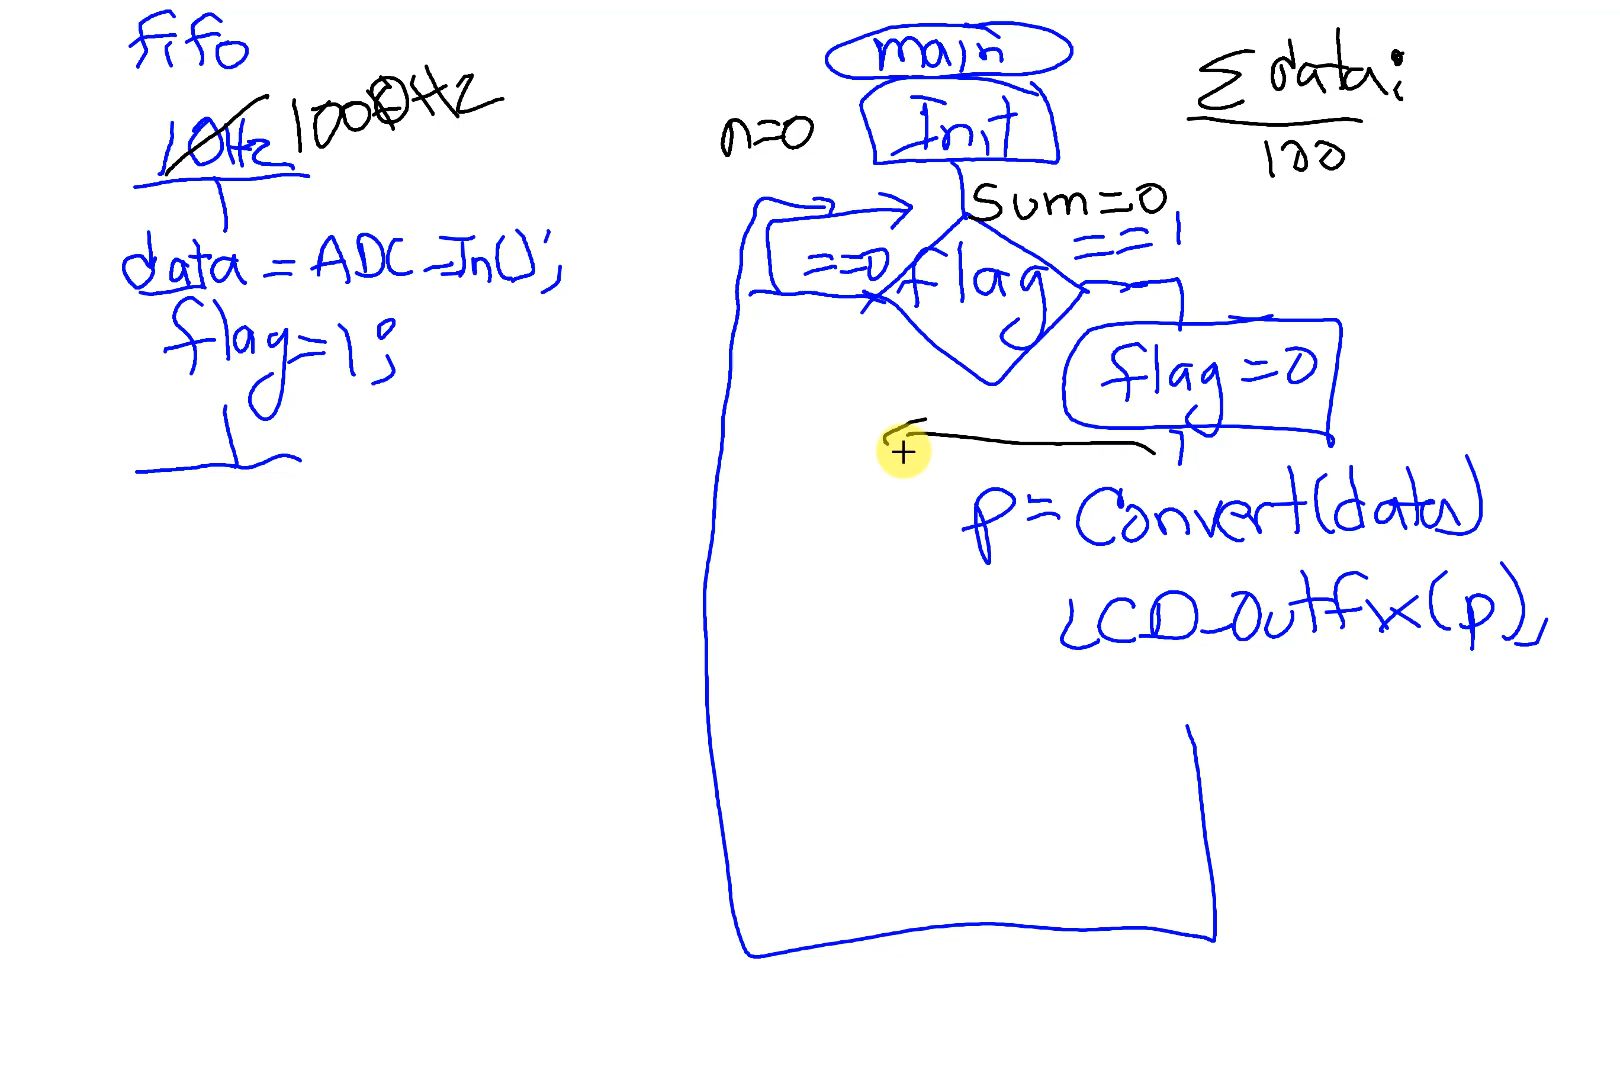 fifo
10Hz 1000Hz
data = ADC_In();
flag=1;
main
Init
n=0
Σ datai
100
Sum=0
==0
flag
==1
flag=0
p=Convert(data)
LCD_OutFix(p);